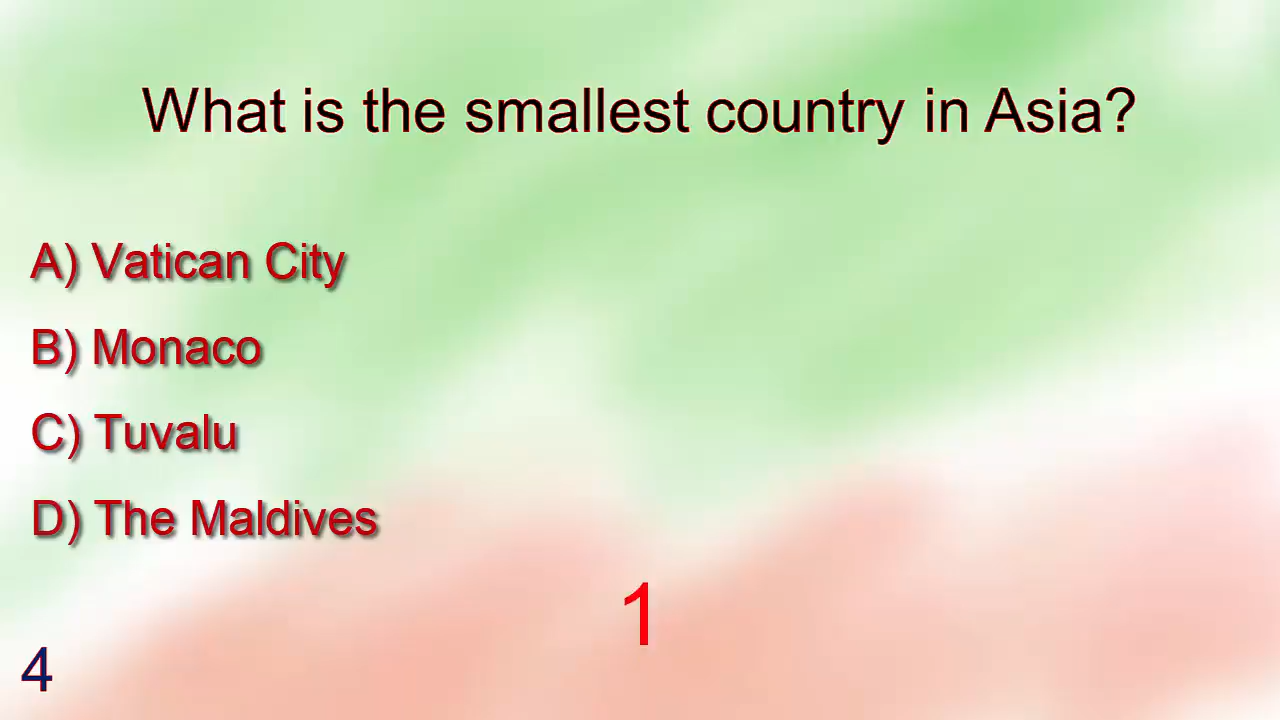 What is the smallest country in Asia?
A) Vatican City
B) Monaco
C) Tuvalu
D) The Maldives
1
4